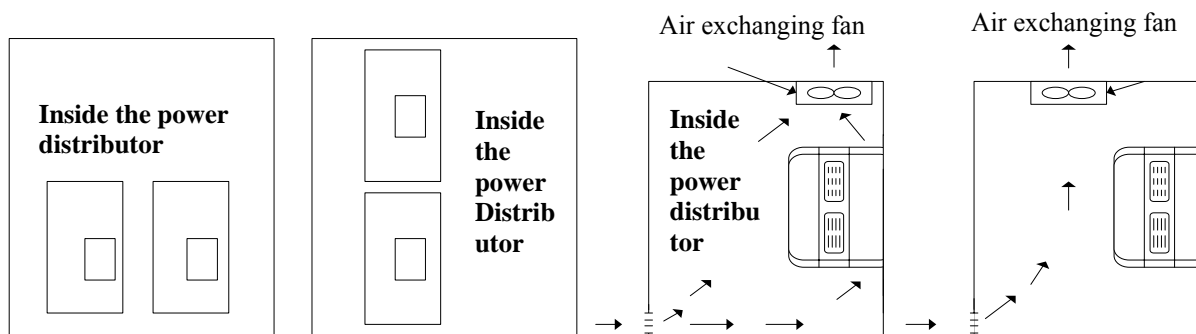 Air exchanging fan
Air exchanging fan
Inside the power
distributor
Inside
the
power
Distrib
utor
Inside
the
power
distribu
tor